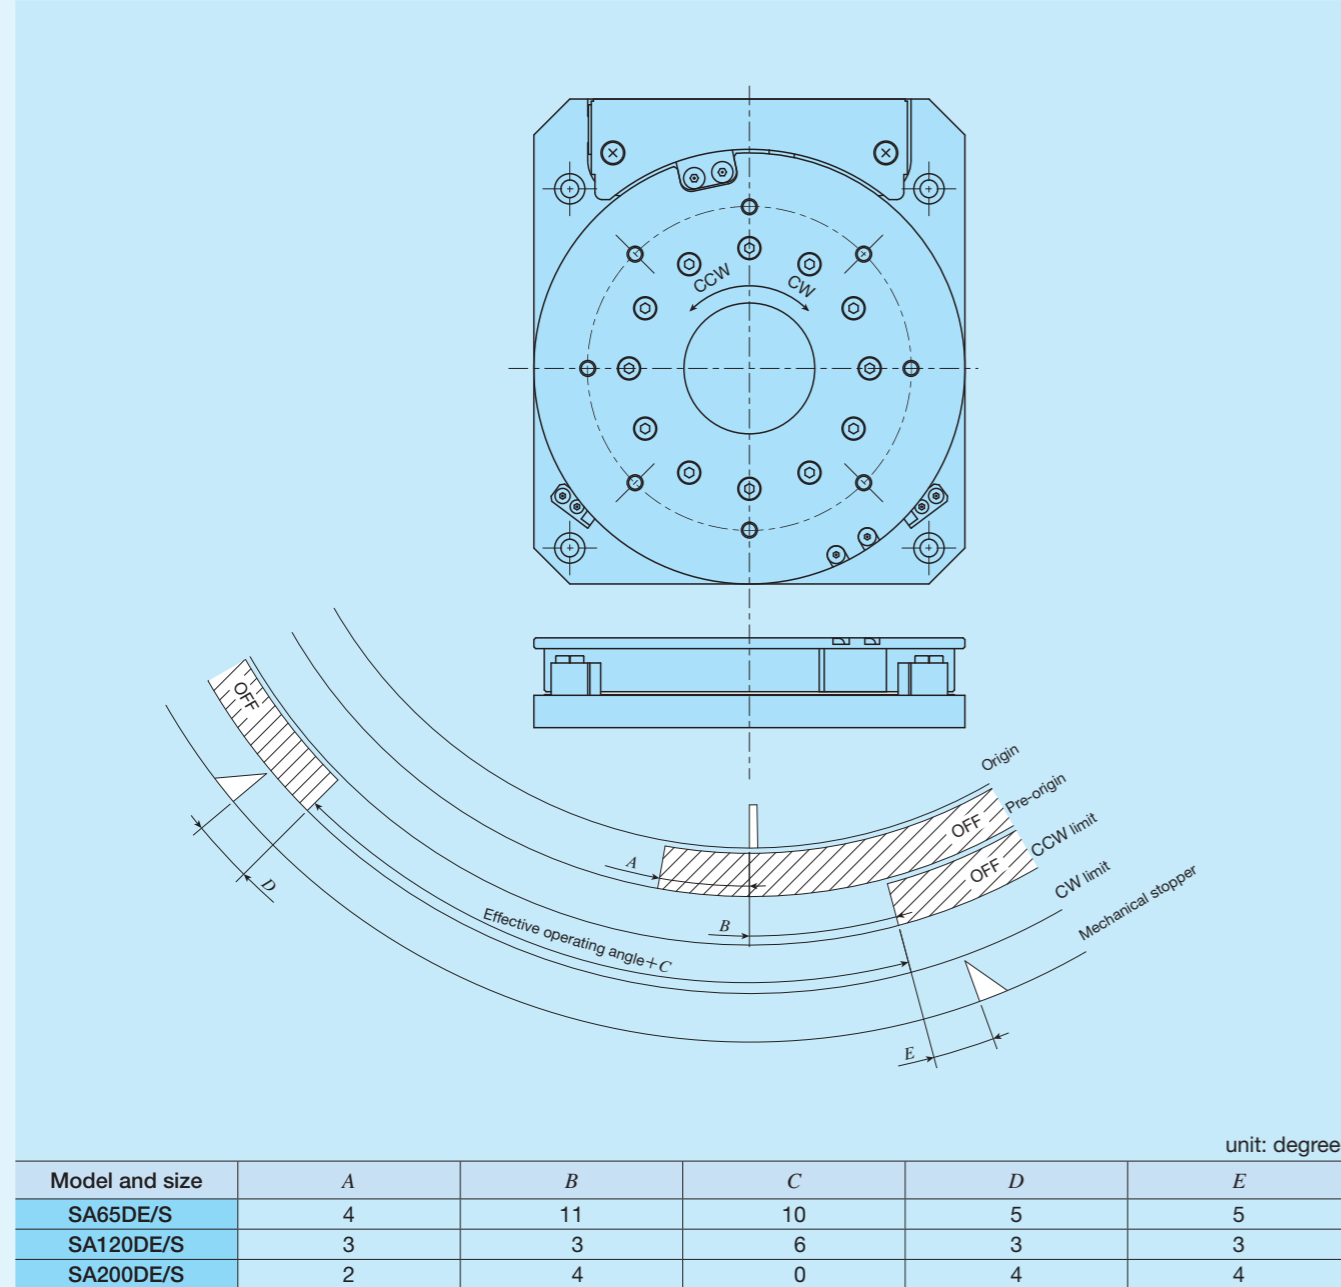 CCW
CW
OFF
Origin
Pre-origin
OFF
CCW limit
OFF
A
CW limit
D
Mechanical stopper
B
Effective operating angle+C
E
unit: degree
Model and size A B C D E
SA65DE/S 4 11 10 5 5
SA120DE/S 3 3 6 3 3
SA200DE/S 2 4 0 4 4